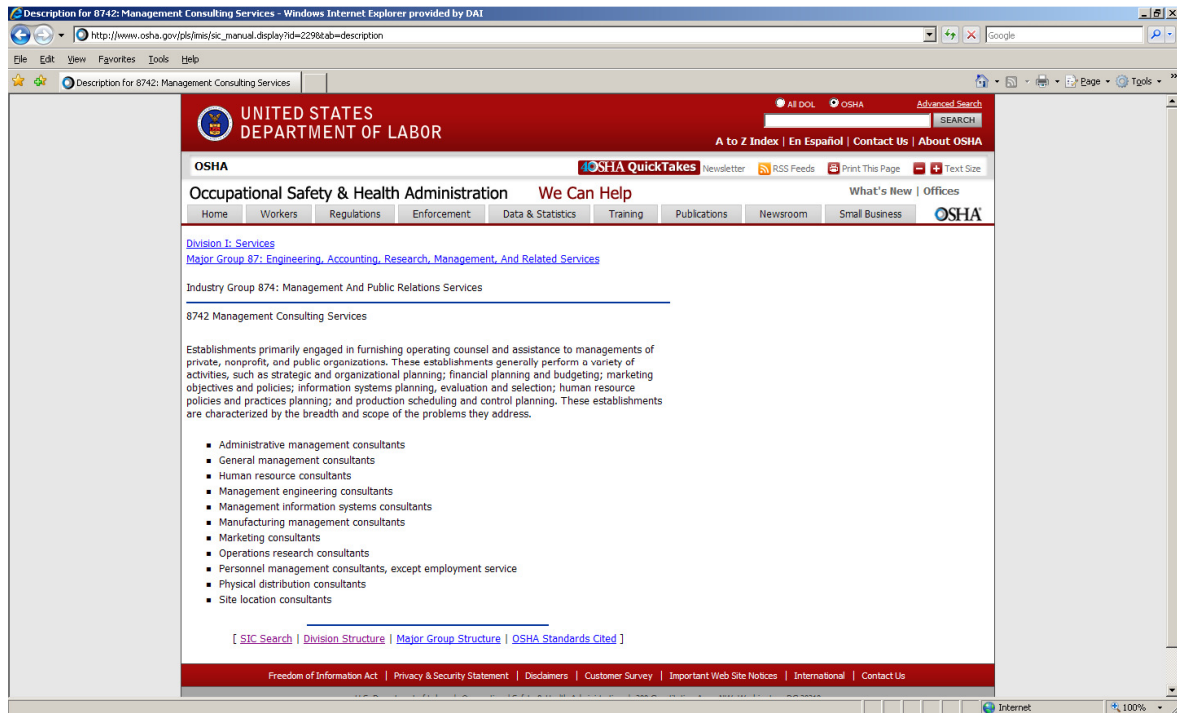 Description for 8742: Management Consulting Services - Windows Internet Explorer provided by DAI
http://www.osha.gov/pls/imis/sic_manual.display?id=229&tab=description
Google
File Edit View Favorites Tools Help
Description for 8742: Management Consulting Services
Page Tools
UNITED STATES
DEPARTMENT OF LABOR
All DOL OSHA Advanced Search
SEARCH
A to Z Index | En Español | Contact Us | About OSHA
OSHA
OSHA QuickTakes Newsletter RSS Feeds Print This Page Text Size
Occupational Safety & Health Administration We Can Help
What's New | Offices
Home Workers Regulations Enforcement Data & Statistics Training Publications Newsroom Small Business OSHA
Division I: Services
Major Group 87: Engineering, Accounting, Research, Management, And Related Services
Industry Group 874: Management And Public Relations Services
8742 Management Consulting Services
Establishments primarily engaged in furnishing operating counsel and assistance to managements of
private, nonprofit, and public organizations. These establishments generally perform a variety of
activities, such as strategic and organizational planning; financial planning and budgeting; marketing
objectives and policies; information systems planning, evaluation and selection; human resource
policies and practices planning; and production scheduling and control planning. These establishments
are characterized by the breadth and scope of the problems they address.
Administrative management consultants
General management consultants
Human resource consultants
Management engineering consultants
Management information systems consultants
Manufacturing management consultants
Marketing consultants
Operations research consultants
Personnel management consultants, except employment service
Physical distribution consultants
Site location consultants
[ SIC Search | Division Structure | Major Group Structure | OSHA Standards Cited ]
Freedom of Information Act | Privacy & Security Statement | Disclaimers | Customer Survey | Important Web Site Notices | International | Contact Us
Internet 100%